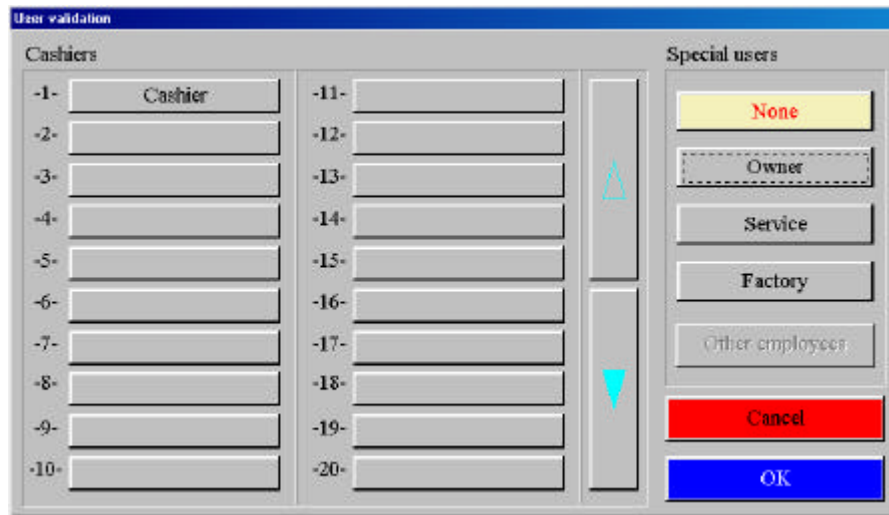 User validation
Cashiers
-1- Cashier
-2-
-3-
-4-
-5-
-6-
-7-
-8-
-9-
-10-
-11-
-12-
-13-
-14-
-15-
-16-
-17-
-18-
-19-
-20-
Special users
None
Owner
Service
Factory
Other employees
Cancel
OK